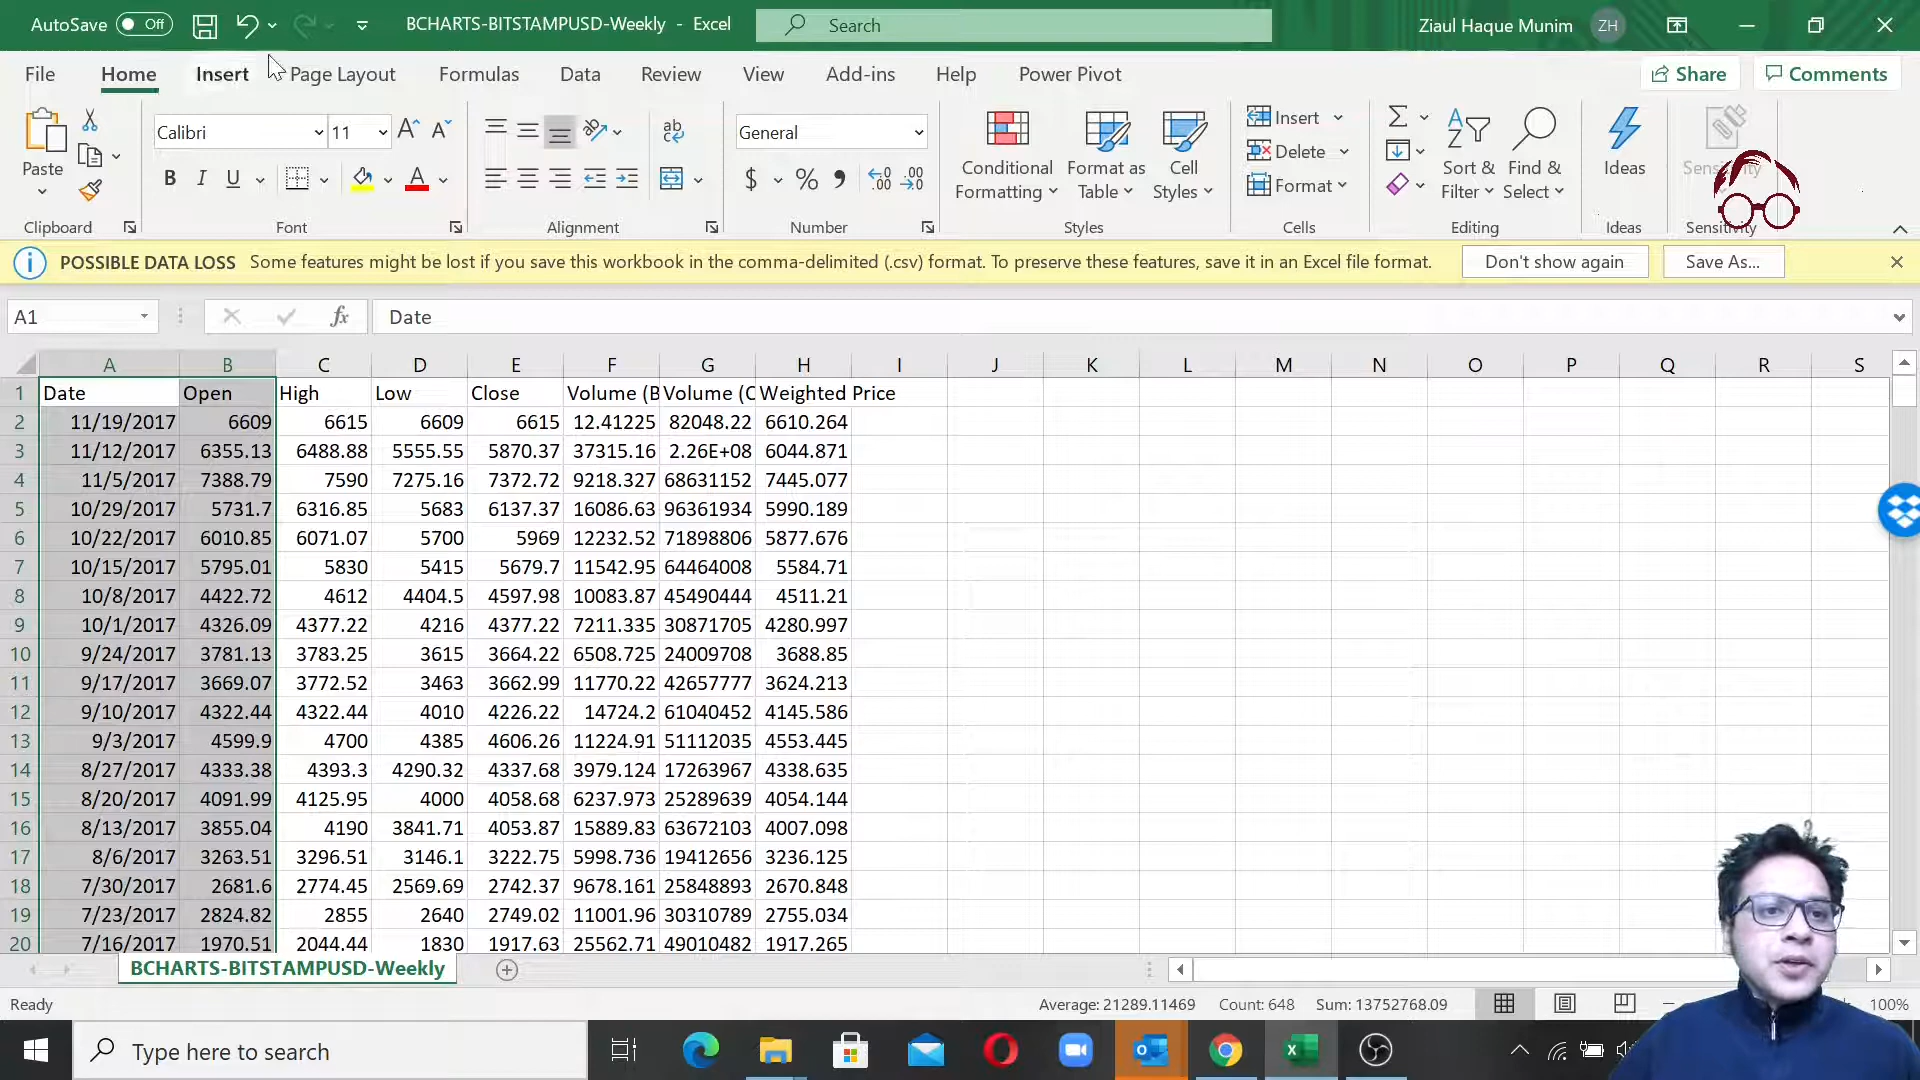 AutoSave Off BCHARTS-BITSTAMPUSD-Weekly - Excel Search Ziaul Haque Munim ZH
File Home Insert Page Layout Formulas Data Review View Add-ins Help Power Pivot Share Comments
Paste Calibri 11 General Conditional Formatting Format as Table Cell Styles Insert Delete Format Sort & Filter Find & Select Ideas Sensitivity
Clipboard Font Alignment Number Styles Cells Editing Ideas Sensitivity
POSSIBLE DATA LOSS Some features might be lost if you save this workbook in the comma-delimited (.csv) format. To preserve these features, save it in an Excel file format. Don't show again Save As...
A1 fx Date
A B C D E F G H I J K L M N O P Q R S
1 Date Open High Low Close Volume (B Volume (C Weighted Price
2 11/19/2017 6609 6615 6609 6615 12.41225 82048.22 6610.264
3 11/12/2017 6355.13 6488.88 5555.55 5870.37 37315.16 2.26E+08 6044.871
4 11/5/2017 7388.79 7590 7275.16 7372.72 9218.327 68631152 7445.077
5 10/29/2017 5731.7 6316.85 5683 6137.37 16086.63 96361934 5990.189
6 10/22/2017 6010.85 6071.07 5700 5969 12232.52 71898806 5877.676
7 10/15/2017 5795.01 5830 5415 5679.7 11542.95 64464008 5584.71
8 10/8/2017 4422.72 4612 4404.5 4597.98 10083.87 45490444 4511.21
9 10/1/2017 4326.09 4377.22 4216 4377.22 7211.335 30871705 4280.997
10 9/24/2017 3781.13 3783.25 3615 3664.22 6508.725 24009708 3688.85
11 9/17/2017 3669.07 3772.52 3463 3662.99 11770.22 42657777 3624.213
12 9/10/2017 4322.44 4322.44 4010 4226.22 14724.2 61040452 4145.586
13 9/3/2017 4599.9 4700 4385 4606.26 11224.91 51112035 4553.445
14 8/27/2017 4333.38 4393.3 4290.32 4337.68 3979.124 17263967 4338.635
15 8/20/2017 4091.99 4125.95 4000 4058.68 6237.973 25289639 4054.144
16 8/13/2017 3855.04 4190 3841.71 4053.87 15889.83 63672103 4007.098
17 8/6/2017 3263.51 3296.51 3146.1 3222.75 5998.736 19412656 3236.125
18 7/30/2017 2681.6 2774.45 2569.69 2742.37 9678.161 25848893 2670.848
19 7/23/2017 2824.82 2855 2640 2749.02 11001.96 30310789 2755.034
20 7/16/2017 1970.51 2044.44 1830 1917.63 25562.71 49010482 1917.265
BCHARTS-BITSTAMPUSD-Weekly
Ready Average: 21289.11469 Count: 648 Sum: 13752768.09 100%
Type here to search